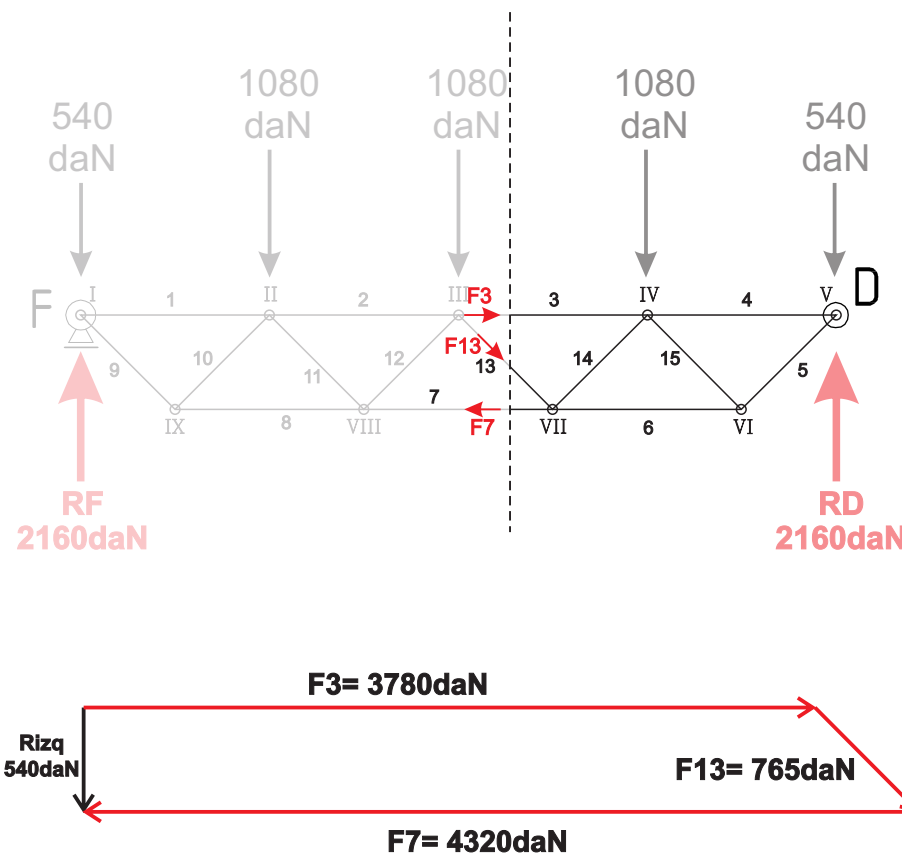 1080
daN
1080
daN
1080
daN
540
daN
540
daN
F
I
1
II
2
III
F3
3
IV
4
V
D
F13
9
10
11
12
13
14
15
5
7
IX
8
VIII
F7
VII
6
VI
RF
2160daN
RD
2160daN
F3= 3780daN
Rizq
540daN
F13= 765daN
F7= 4320daN